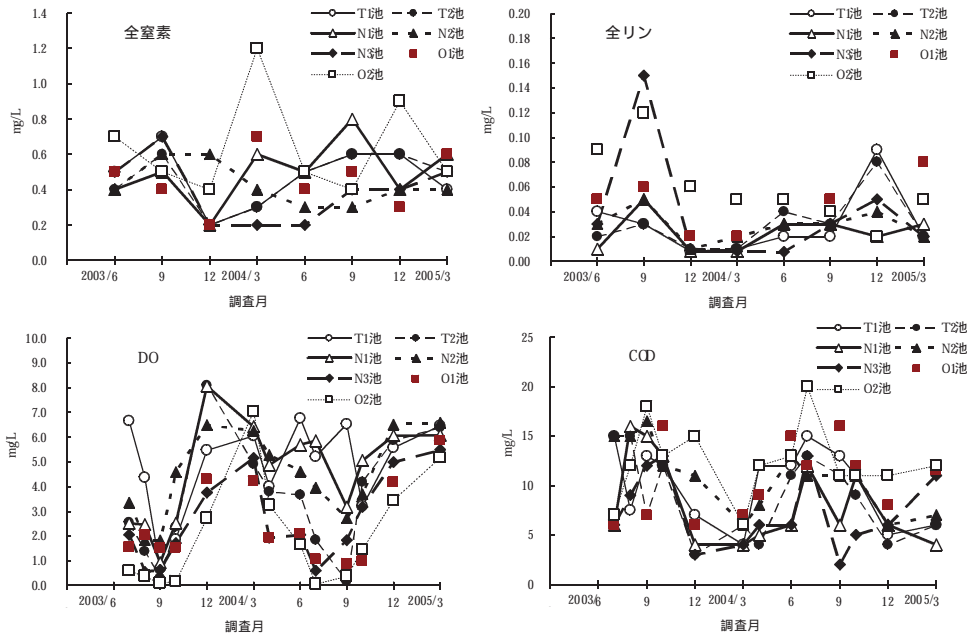 全窒素
T1池 T2池
N1池 N2池
N3池 O1池
O2池
mg/L
1.4
1.2
1.0
0.8
0.6
0.4
0.2
0.0
2003/6 9 12 2004/3 6 9 12 2005/3
調査月
全リン
T1池 T2池
N1池 N2池
N3池 O1池
O2池
mg/L
0.20
0.18
0.16
0.14
0.12
0.10
0.08
0.06
0.04
0.02
0.00
2003/6 9 12 2004/3 6 9 12 2005/3
調査月
DO
T1池 T2池
N1池 N2池
N3池 O1池
O2池
mg/L
10.0
9.0
8.0
7.0
6.0
5.0
4.0
3.0
2.0
1.0
0.0
2003/6 9 12 2004/3 6 9 12 2005/3
調査月
COD
T1池 T2池
N1池 N2池
N3池 O1池
O2池
mg/L
25
20
15
10
5
0
2003/6 9 12 2004/3 6 9 12 2005/3
調査月